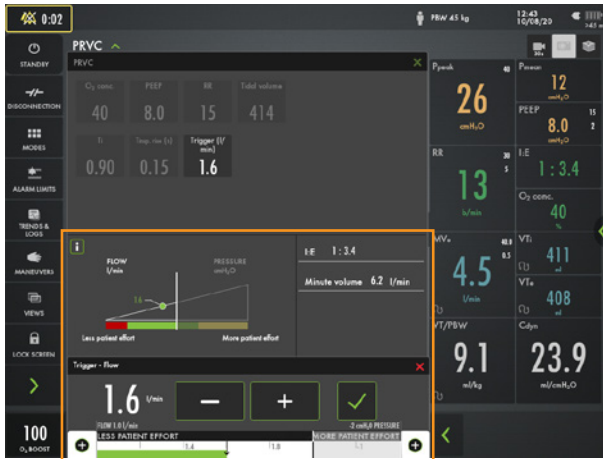 0:02
PBW 45 kg
12:43
10/08/20
STANDBY
DISCONNECTION
MODES
ALARM LIMITS
TRENDS &
LOGS
MANEUVERS
VIEWS
LOCK SCREEN
100
O₂ BOOST
PRVC
PRVC
O₂ conc. PEEP RR Tidal volume
40 8.0 15 414
Ti Insp. rise (s) Trigger (l/
min)
0.90 0.15 1.6
FLOW
l/min
PRESSURE
cmH₂O
1.6
Less patient effort More patient effort
I:E 1 : 3.4
Minute volume 6.2 l/min
Trigger - Flow
1.6 l/min
FLOW 1.0 l/min -2 cmH₂O PRESSURE
LESS PATIENT EFFORT MORE PATIENT EFFORT
1.4 1.8 -1
30s
Ppeak 40
26
cmH₂O
Pmean
12
cmH₂O
PEEP 15
8.0 2
cmH₂O
RR 30
5
13
b/min
I:E
1 : 3.4
O₂ conc.
40
%
MVe 40.0
0.5
4.5
l/min
VTi
411
ml
VTe
408
ml
VT/PBW
9.1
ml/kg
Cdyn
23.9
ml/cmH₂O